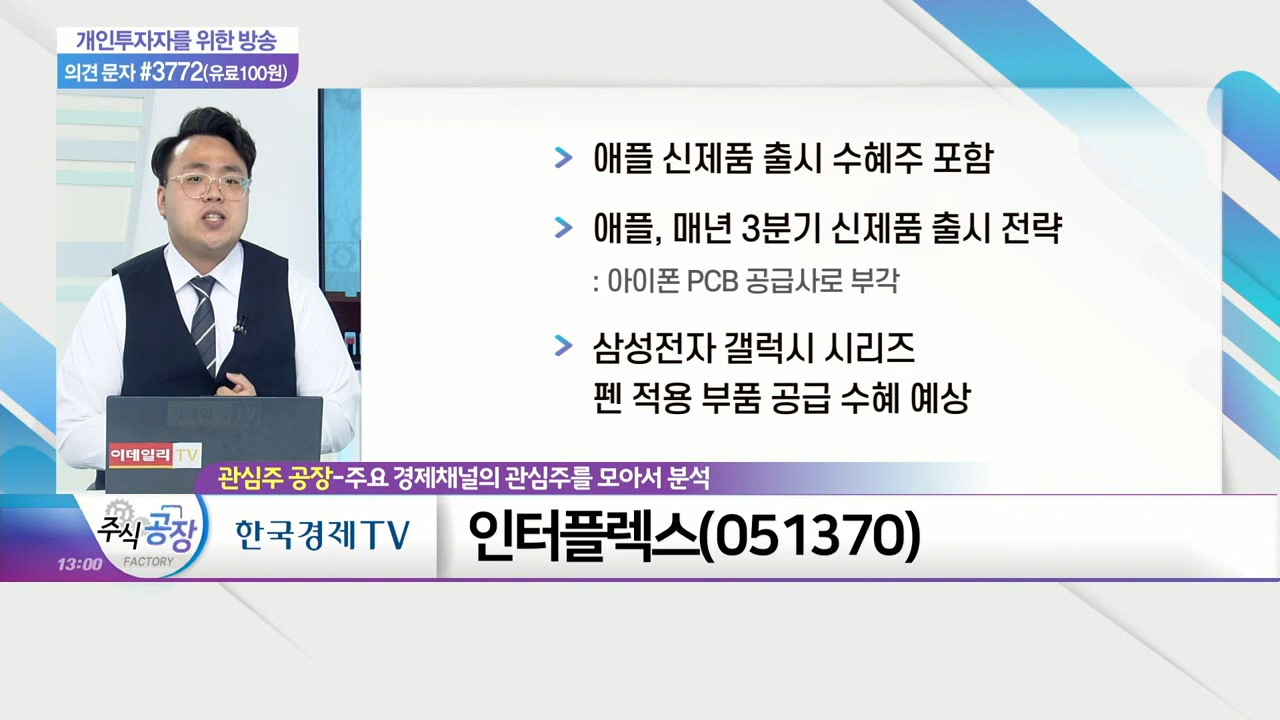 개인투자자를 위한 방송
의견 문자 #3772(유료100원)
> 애플 신제품 출시 수혜주 포함
> 애플, 매년 3분기 신제품 출시 전략
: 아이폰 PCB 공급사로 부각
> 삼성전자 갤럭시 시리즈
펜 적용 부품 공급 수혜 예상
이데일리 TV
관심주 공장-주요 경제채널의 관심주를 모아서 분석
주식공장
FACTORY
13:00
한국경제TV
인터플렉스(051370)